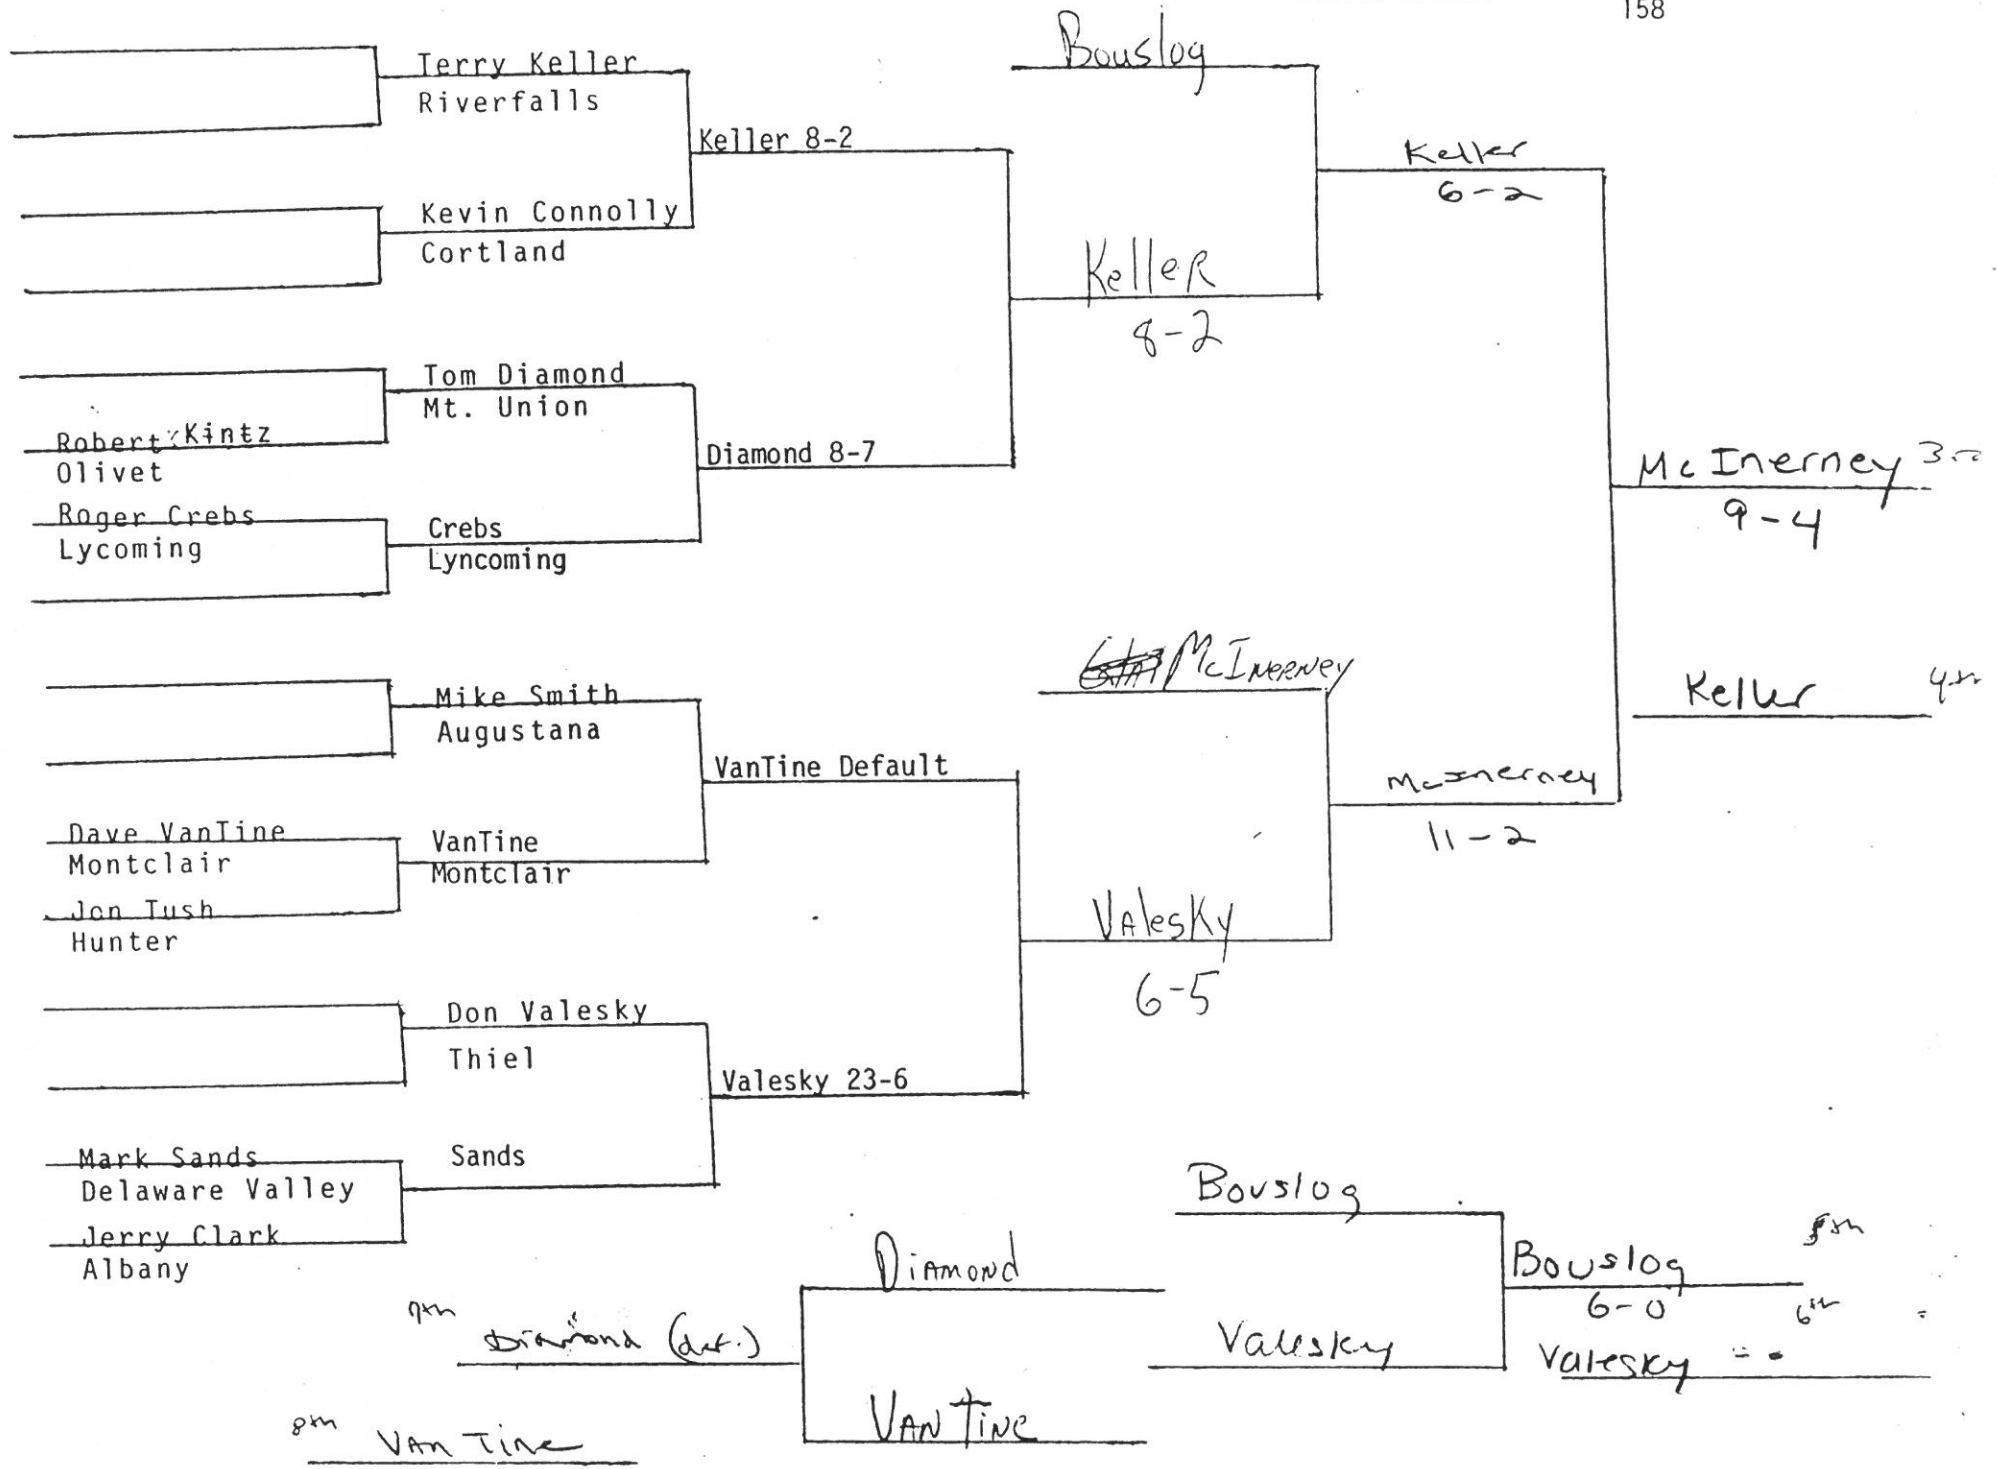 158
Bouslog
Terry Keller
Riverfalls
Keller 8-2
Keller
6-2
Kevin Connolly
Cortland
Keller
8-2
Tom Diamond
Mt. Union
Robert Kintz
Olivet
Diamond 8-7
McInerney 3rd
9-4
Roger Crebs
Lycoming
Crebs
Lyncoming
McInerney
Mike Smith
Augustana
Keller 4th
VanTine Default
McInerney
11-2
Dave VanTine
Montclair
VanTine
Montclair
Jon Tush
Hunter
Valesky
6-5
Don Valesky
Thiel
Valesky 23-6
Mark Sands
Delaware Valley
Sands
Bouslog
Jerry Clark
Albany
Diamond
Bouslog 5th
6-0
7th Diamond (def.)
Valesky
6th
Valesky
Van Tine
8th Van Tine